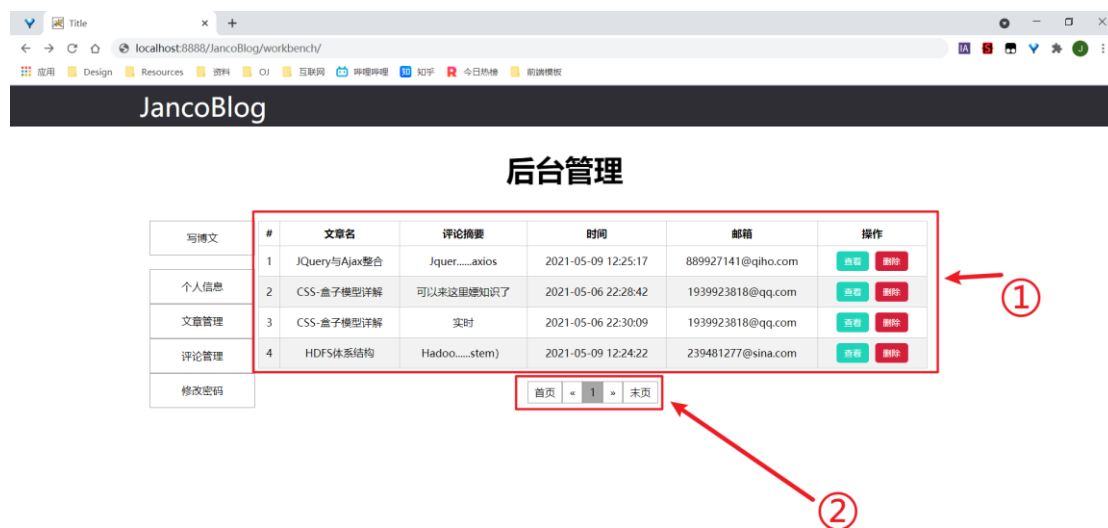 Title
localhost:8888/JancoBlog/workbench/
应用 Design Resources 资料 OJ 互联网 哔哩哔哩 知乎 今日热榜 前端模板
JancoBlog
后台管理
写博文
个人信息
文章管理
评论管理
修改密码
# 文章名 评论摘要 时间 邮箱 操作
1 JQuery与Ajax整合 Jquer......axios 2021-05-09 12:25:17 889927141@qiho.com 查看 删除
2 CSS-盒子模型详解 可以来这里嫖知识了 2021-05-06 22:28:42 1939923818@qq.com 查看 删除
3 CSS-盒子模型详解 实时 2021-05-06 22:30:09 1939923818@qq.com 查看 删除
4 HDFS体系结构 Hadoo......stem) 2021-05-09 12:24:22 239481277@sina.com 查看 删除
首页 « 1 » 末页
①
②